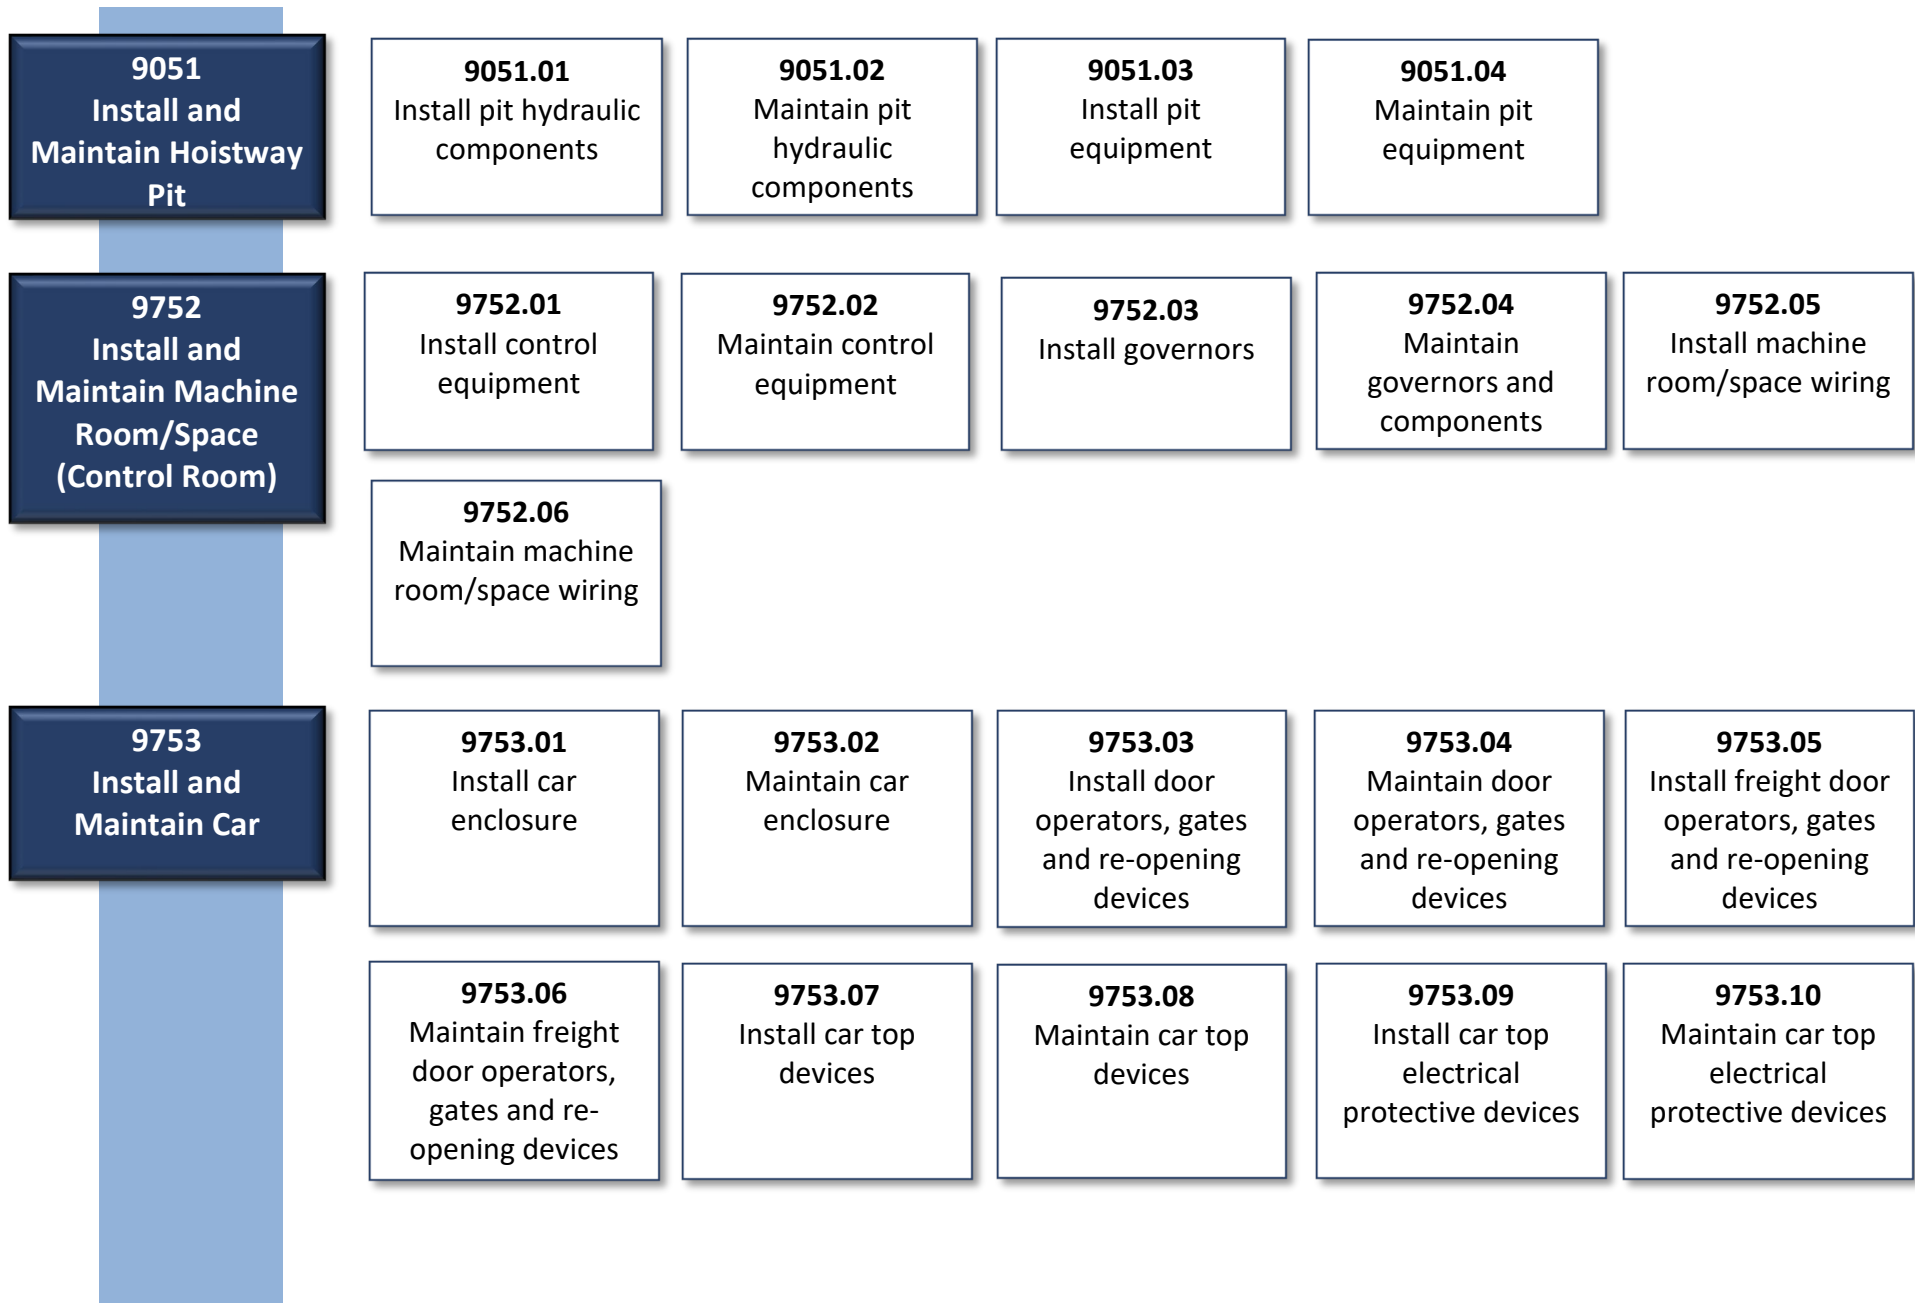 9051
Install and
Maintain Hoistway
Pit
9051.01
Install pit hydraulic
components
9051.02
Maintain pit
hydraulic
components
9051.03
Install pit
equipment
9051.04
Maintain pit
equipment
9752
Install and
Maintain Machine
Room/Space
(Control Room)
9752.01
Install control
equipment
9752.02
Maintain control
equipment
9752.03
Install governors
9752.04
Maintain
governors and
components
9752.05
Install machine
room/space wiring
9752.06
Maintain machine
room/space wiring
9753
Install and
Maintain Car
9753.01
Install car
enclosure
9753.02
Maintain car
enclosure
9753.03
Install door
operators, gates
and re-opening
devices
9753.04
Maintain door
operators, gates
and re-opening
devices
9753.05
Install freight door
operators, gates
and re-opening
devices
9753.06
Maintain freight
door operators,
gates and re-
opening devices
9753.07
Install car top
devices
9753.08
Maintain car top
devices
9753.09
Install car top
electrical
protective devices
9753.10
Maintain car top
electrical
protective devices